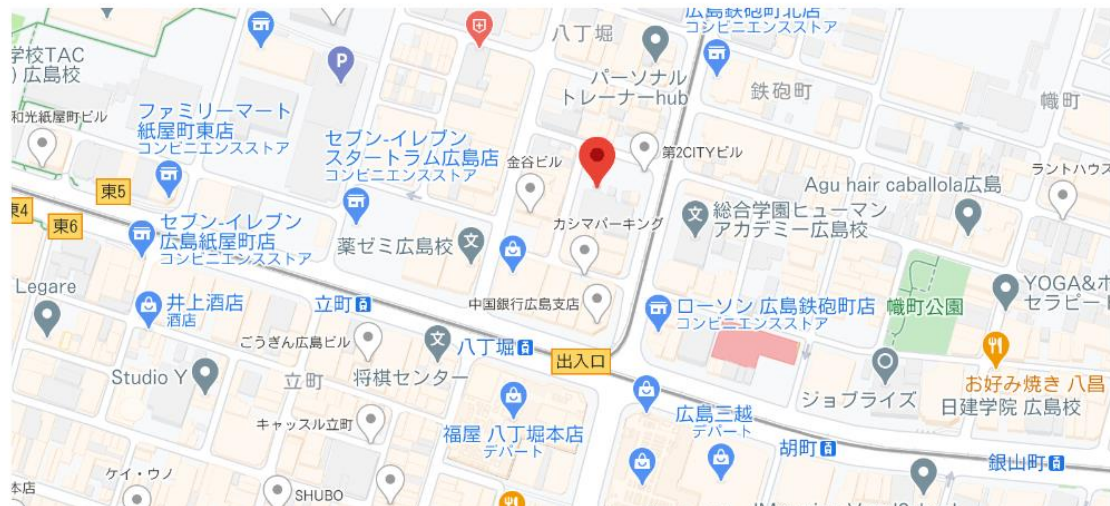 広島鉄砲町北店
コンビニエンスストア
八丁堀
学校TAC
) 広島校
パーソナル
トレーナーhub
鉄砲町
幟町
和光紙屋町ビル
ファミリーマート
紙屋町東店
コンビニエンスストア
セブン-イレブン
スタートラム広島店
コンビニエンスストア
金谷ビル
第2CITYビル
ラントハウス
東5
Agu hair caballola広島
東4
東6
セブン-イレブン
広島紙屋町店
コンビニエンスストア
カシマパーキング
総合学園ヒューマン
アカデミー広島校
薬ゼミ広島校
Legare
井上酒店
酒店
立町
中国銀行広島支店
ローソン 広島鉄砲町店
コンビニエンスストア
幟町公園
YOGA&ボ
セラピート
ごうぎん広島ビル
八丁堀
出入口
Studio Y
立町
将棋センター
ジョブライズ
お好み焼き 八昌
日建学院 広島校
キャッスル立町
福屋 八丁堀本店
デパート
広島三越
デパート
胡町
銀山町
ケイ・ウノ
本店
SHUBO
P